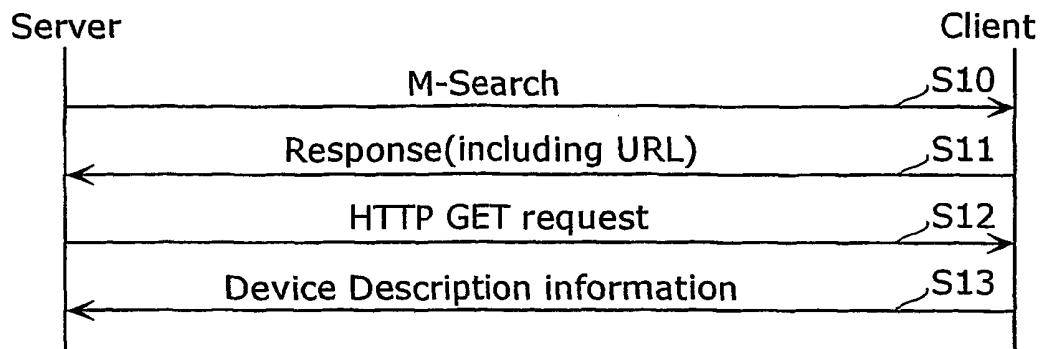 Server
Client
M-Search
S10
Response(including URL)
S11
HTTP GET request
S12
Device Description information
S13